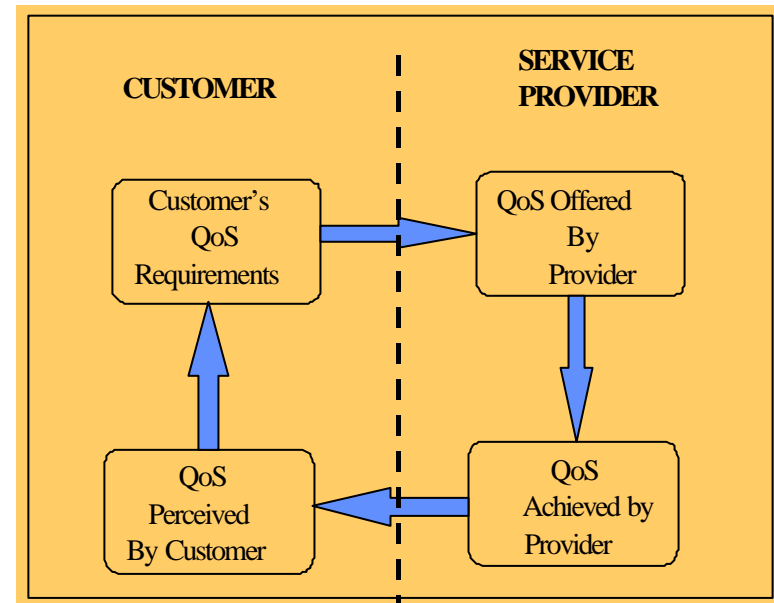 CUSTOMER
SERVICE
PROVIDER
Customer's
QoS
Requirements
QoS Offered
By
Provider
QoS
Perceived
By Customer
QoS
Achieved by
Provider